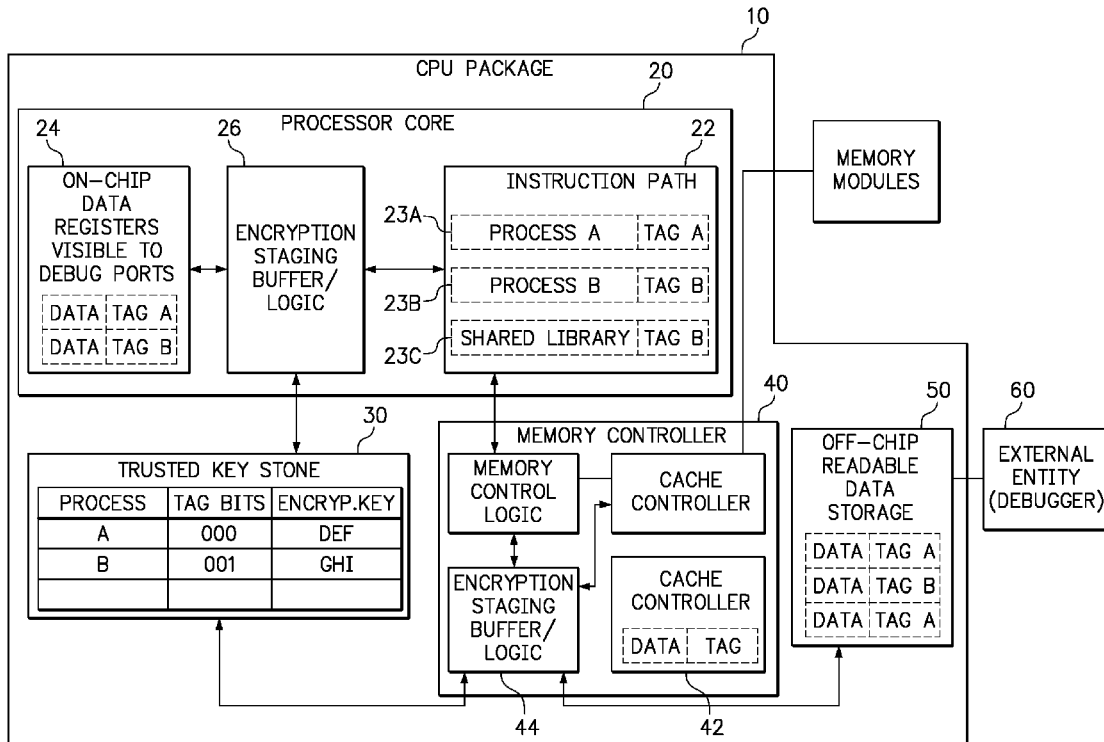 10
CPU PACKAGE
20
PROCESSOR CORE
24
26
22
ON-CHIP
DATA
REGISTERS
VISIBLE TO
DEBUG PORTS
DATA TAG A
DATA TAG B
ENCRYPTION
STAGING
BUFFER/
LOGIC
INSTRUCTION PATH
23A
PROCESS A TAG A
23B
PROCESS B TAG B
23C
SHARED LIBRARY TAG B
MEMORY
MODULES
30
TRUSTED KEY STONE
PROCESS TAG BITS ENCRYP.KEY
A 000 DEF
B 001 GHI
40
MEMORY CONTROLLER
MEMORY
CONTROL
LOGIC
CACHE
CONTROLLER
ENCRYPTION
STAGING
BUFFER/
LOGIC
CACHE
CONTROLLER
DATA TAG
44
42
50
OFF-CHIP
READABLE
DATA
STORAGE
DATA TAG A
DATA TAG B
DATA TAG A
60
EXTERNAL
ENTITY
(DEBUGGER)